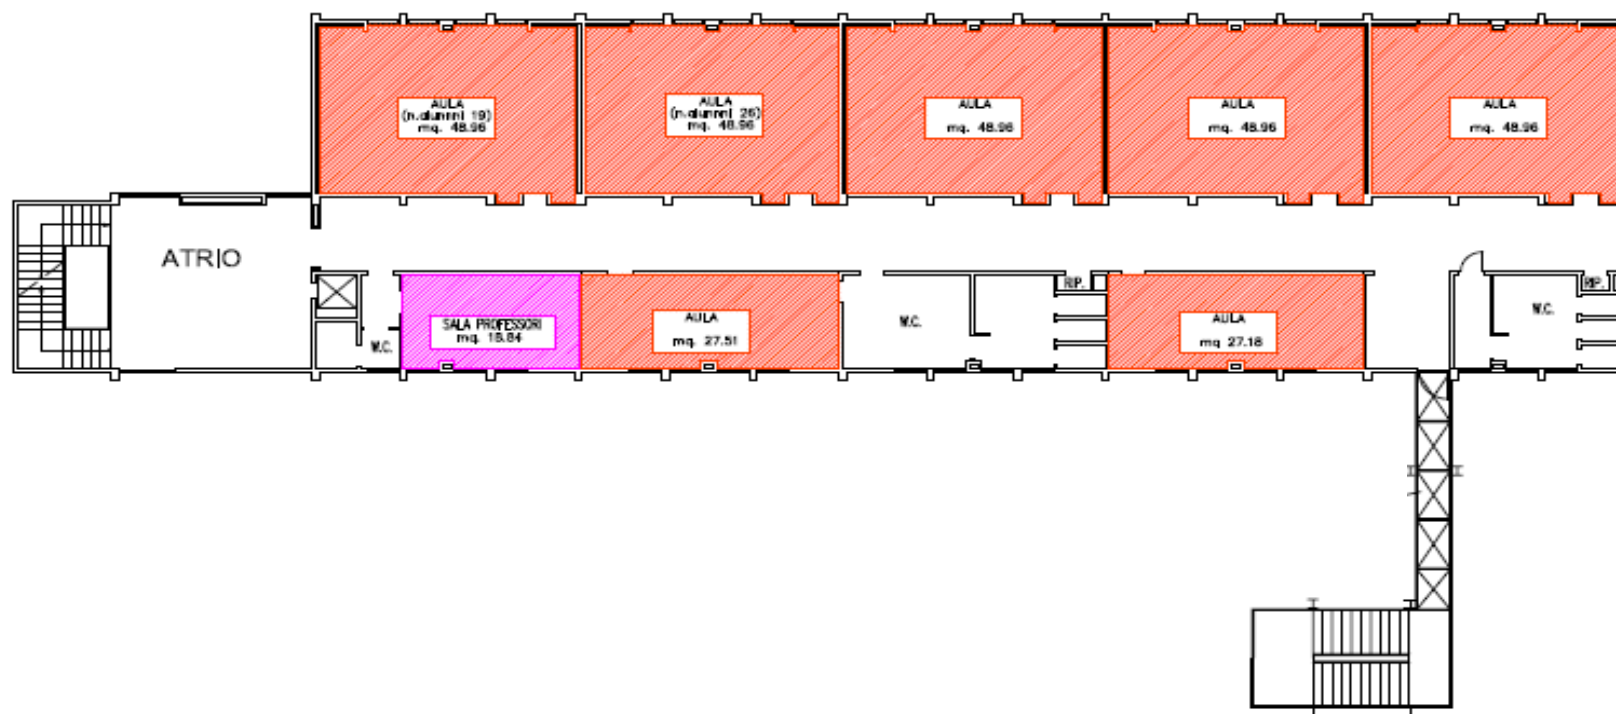 AULA
(n.alunni 19)
mq. 48.96
AULA
(n.alunni 26)
mq. 48.96
AULA
mq. 48.96
AULA
mq. 48.96
AULA
mq. 48.96
ATRIO
W.C.
SALA PROFESSORI
mq. 16.84
AULA
mq. 27.51
W.C.
RIP.
AULA
mq 27.18
W.C.
RIP.